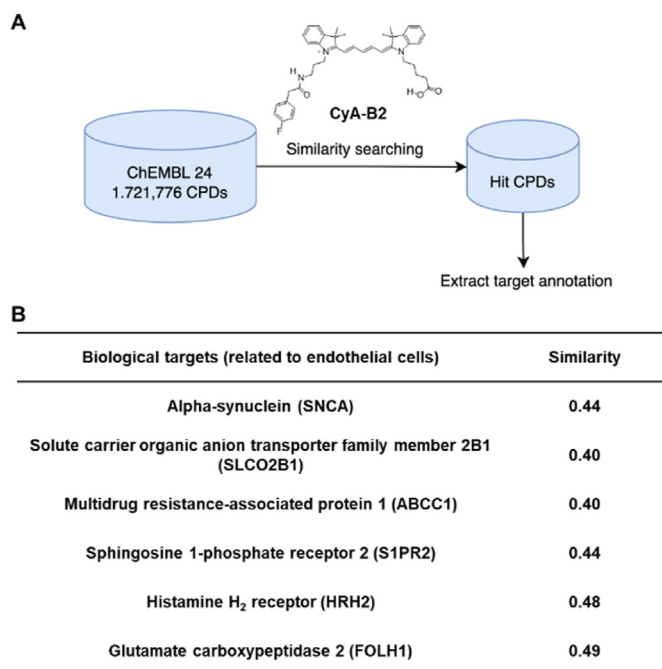 A
N
+
N
H
N
O
F
O
HO
CyA-B2
ChEMBL 24
1.721,776 CPDs
Similarity searching
Hit CPDs
Extract target annotation
B
Biological targets (related to endothelial cells) Similarity
Alpha-synuclein (SNCA) 0.44
Solute carrier organic anion transporter family member 2B1
(SLCO2B1) 0.40
Multidrug resistance-associated protein 1 (ABCC1) 0.40
Sphingosine 1-phosphate receptor 2 (S1PR2) 0.44
Histamine H₂ receptor (HRH2) 0.48
Glutamate carboxypeptidase 2 (FOLH1) 0.49